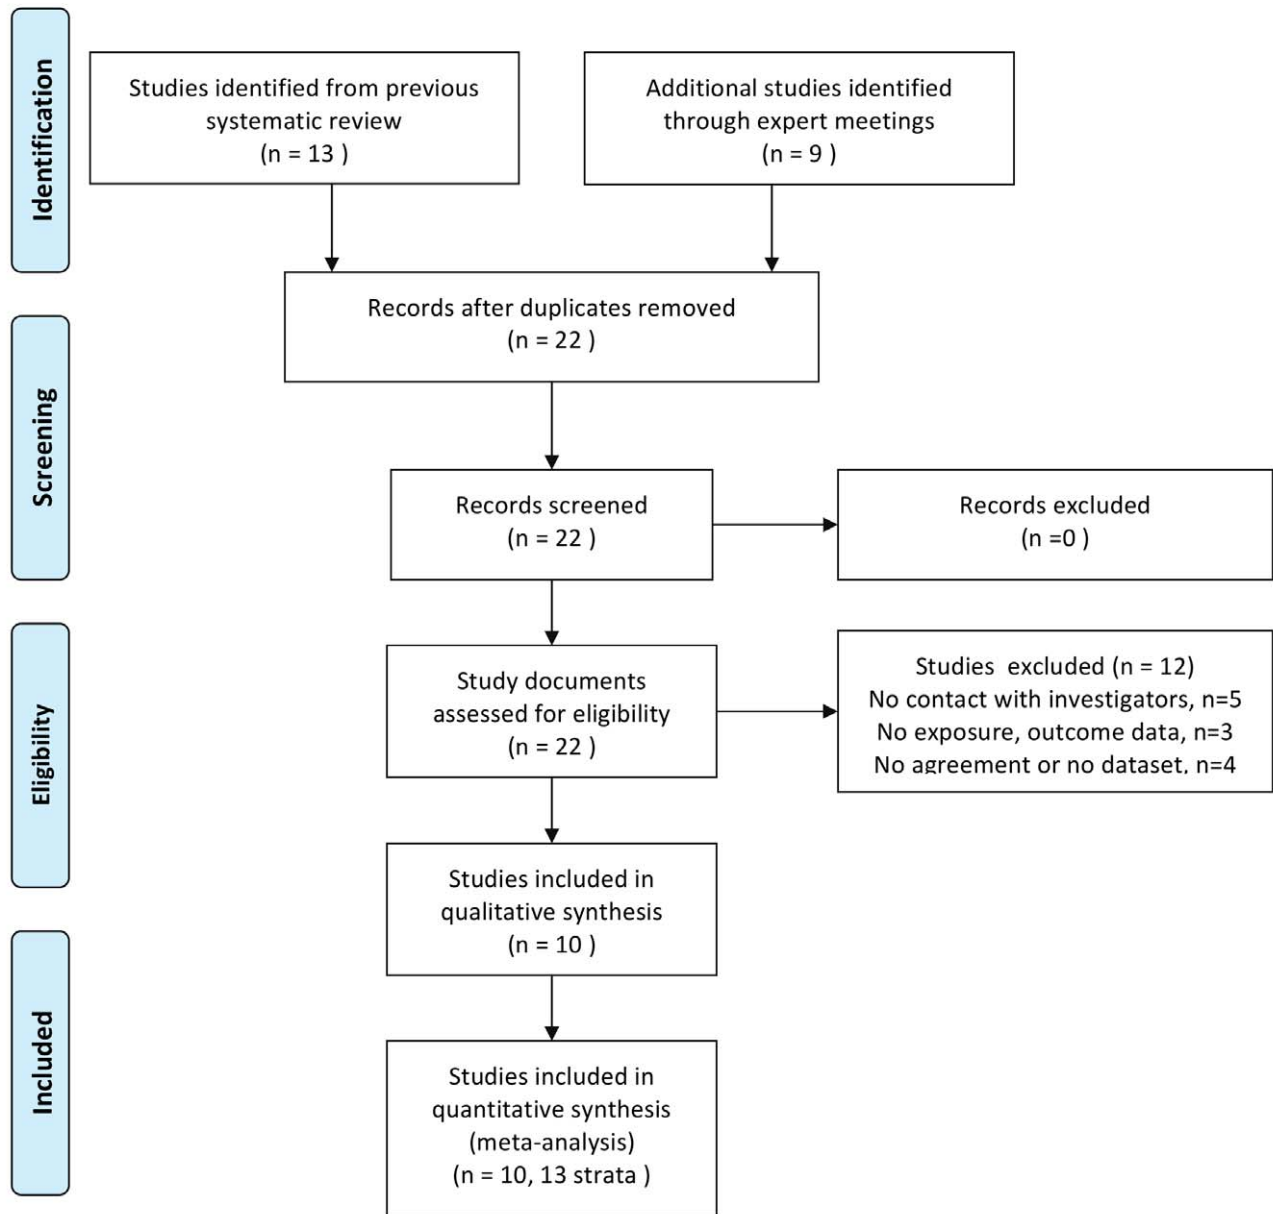 Identification
Studies identified from previous
systematic review
(n = 13 )
Additional studies identified
through expert meetings
(n = 9 )
Records after duplicates removed
(n = 22 )
Screening
Records screened
(n = 22 )
Records excluded
(n =0 )
Eligibility
Study documents
assessed for eligibility
(n = 22 )
Studies  excluded (n = 12)
No contact with investigators, n=5
No exposure, outcome data, n=3
No agreement or no dataset, n=4
Studies included in
qualitative synthesis
(n = 10 )
Included
Studies included in
quantitative synthesis
(meta-analysis)
(n = 10, 13 strata )